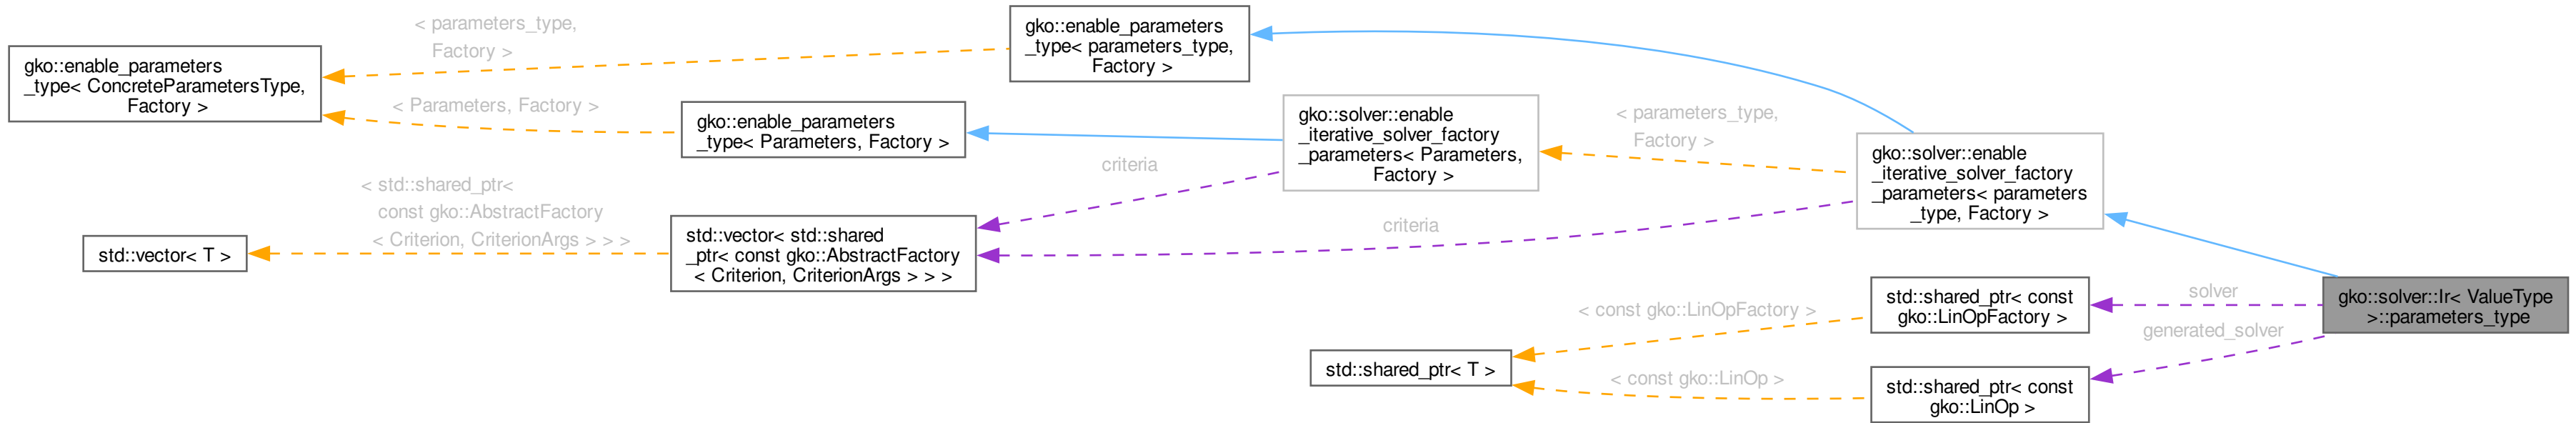 gko::enable_parameters
_type< ConcreteParametersType,
Factory >
< parameters_type,
Factory >
< Parameters, Factory >
gko::enable_parameters
_type< parameters_type,
Factory >
gko::enable_parameters
_type< Parameters, Factory >
gko::solver::enable
_iterative_solver_factory
_parameters< Parameters,
Factory >
< parameters_type,
Factory >
gko::solver::enable
_iterative_solver_factory
_parameters< parameters
_type, Factory >
criteria
criteria
std::vector< T >
< std::shared_ptr<
const gko::AbstractFactory
< Criterion, CriterionArgs > > >
std::vector< std::shared
_ptr< const gko::AbstractFactory
< Criterion, CriterionArgs > > >
std::shared_ptr< T >
< const gko::LinOpFactory >
< const gko::LinOp >
std::shared_ptr< const
gko::LinOpFactory >
std::shared_ptr< const
gko::LinOp >
solver
generated_solver
gko::solver::Ir< ValueType
>::parameters_type